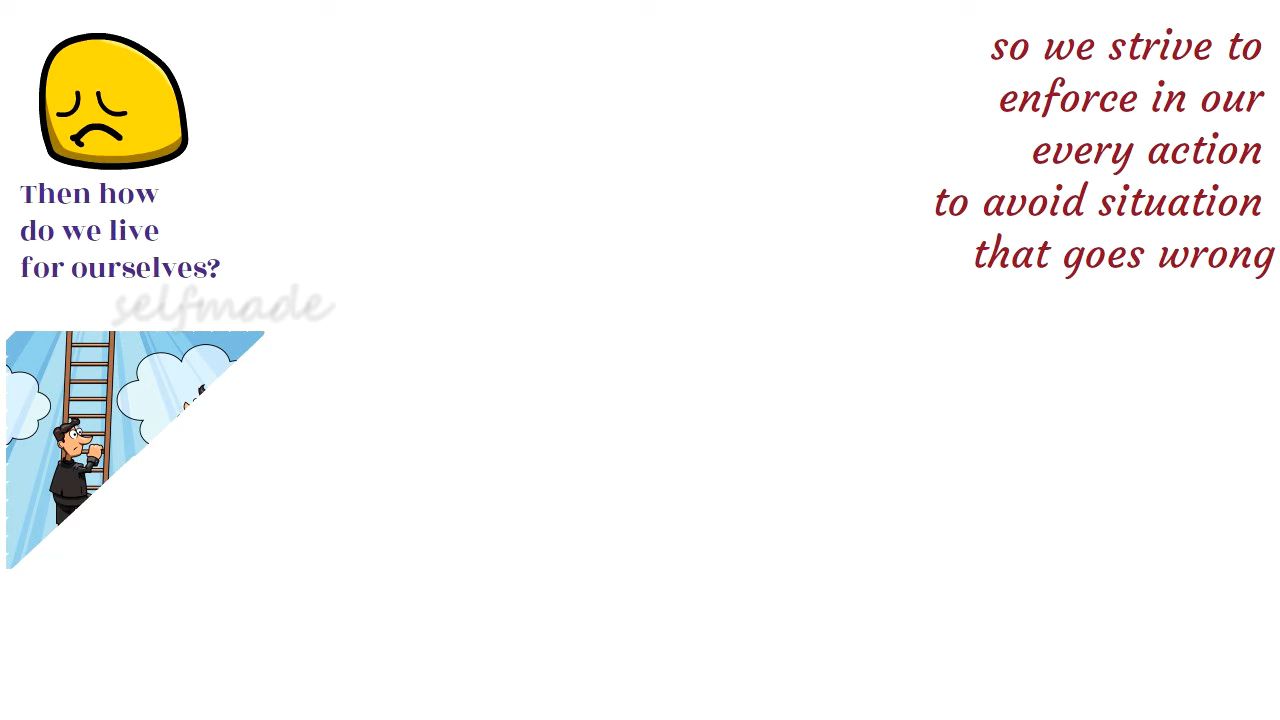 Then how
do we live
for ourselves?
selfmade
so we strive to
enforce in our
every action
to avoid situation
that goes wrong